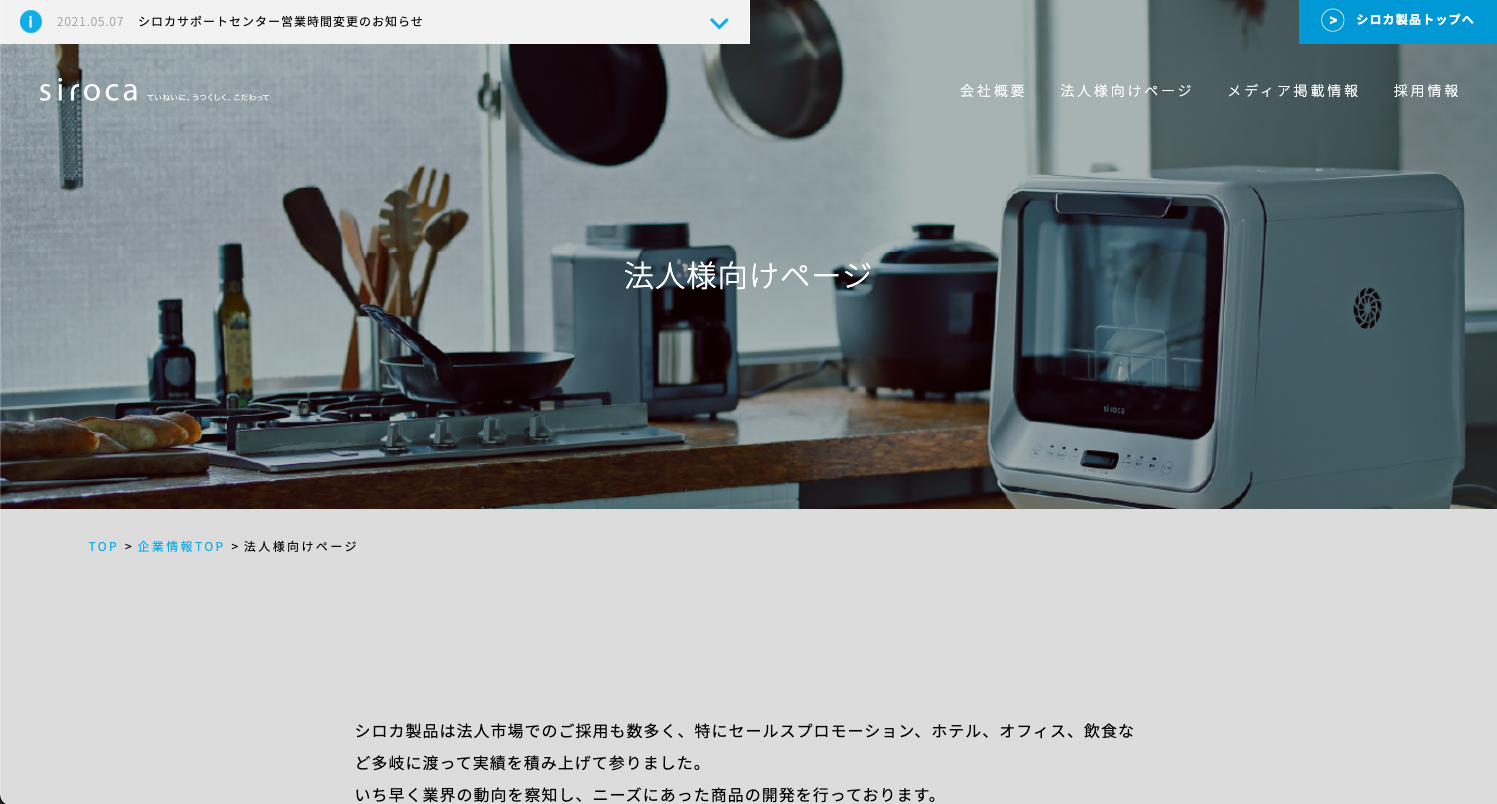 2021.05.07 シロカサポートセンター営業時間変更のお知らせ
> シロカ製品トップへ
siroca ていねいに、うつくしく、こだわって
会社概要 法人様向けページ メディア掲載情報 採用情報
法人様向けページ
siroca
TOP > 企業情報TOP > 法人様向けページ
シロカ製品は法人市場でのご採用も数多く、特にセールスプロモーション、ホテル、オフィス、飲食な
ど多岐に渡って実績を積み上げて参りました。
いち早く業界の動向を察知し、ニーズにあった商品の開発を行っております。